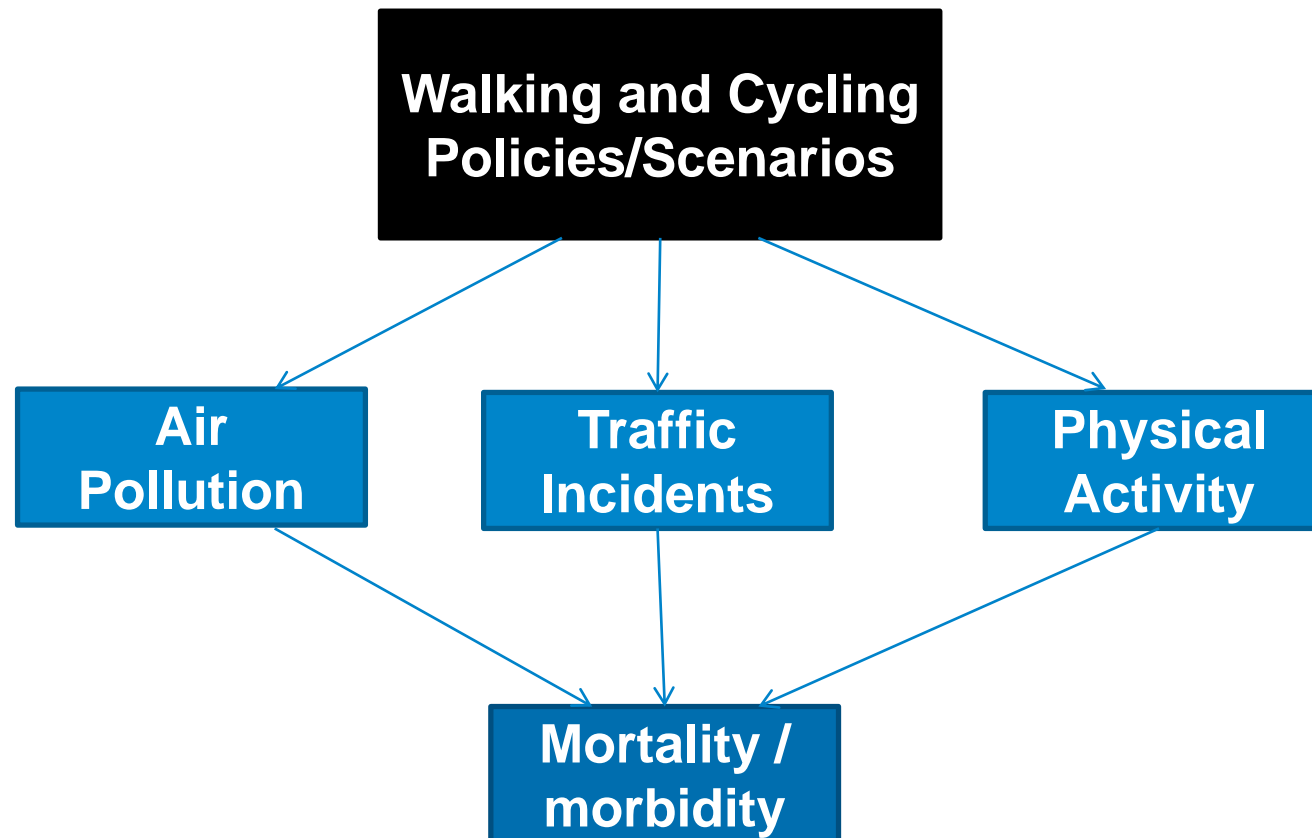 Walking and Cycling
Policies/Scenarios
Air
Pollution
Traffic
Incidents
Physical
Activity
Mortality /
morbidity